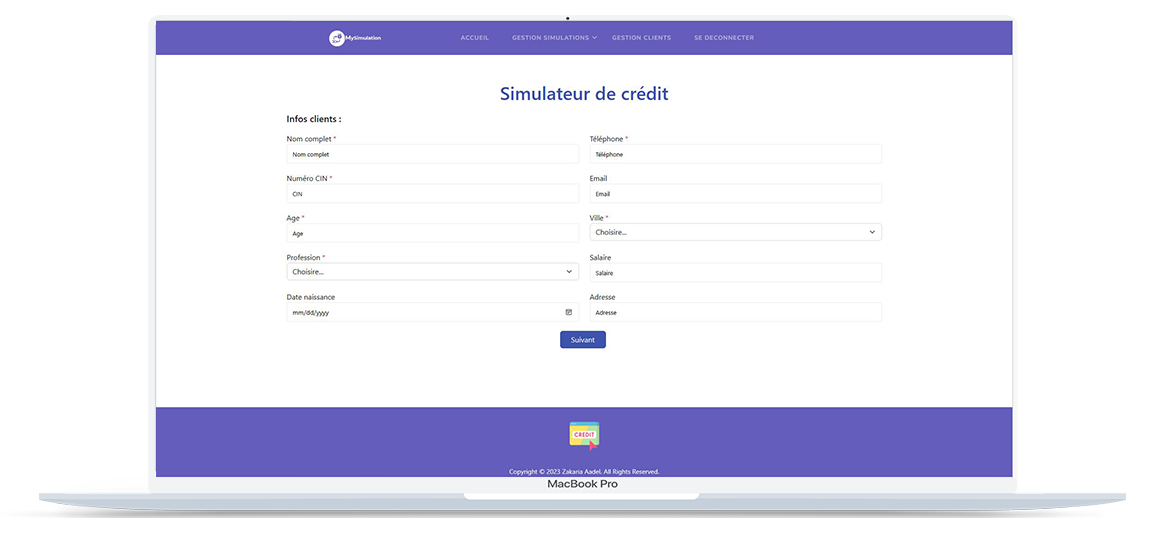 MySimulation ACCUEIL GESTION SIMULATIONS GESTION CLIENTS SE DECONNECTER
Simulateur de crédit
Infos clients :
Nom complet * Téléphone *
Nom complet Téléphone
Numéro CIN * Email
CIN Email
Age * Ville *
Age Choisire...
Profession * Salaire
Choisire... Salaire
Date naissance Adresse
mm/dd/yyyy Adresse
Suivant
CREDIT
Copyright © 2023 Zakaria Aadel. All Rights Reserved.
MacBook Pro